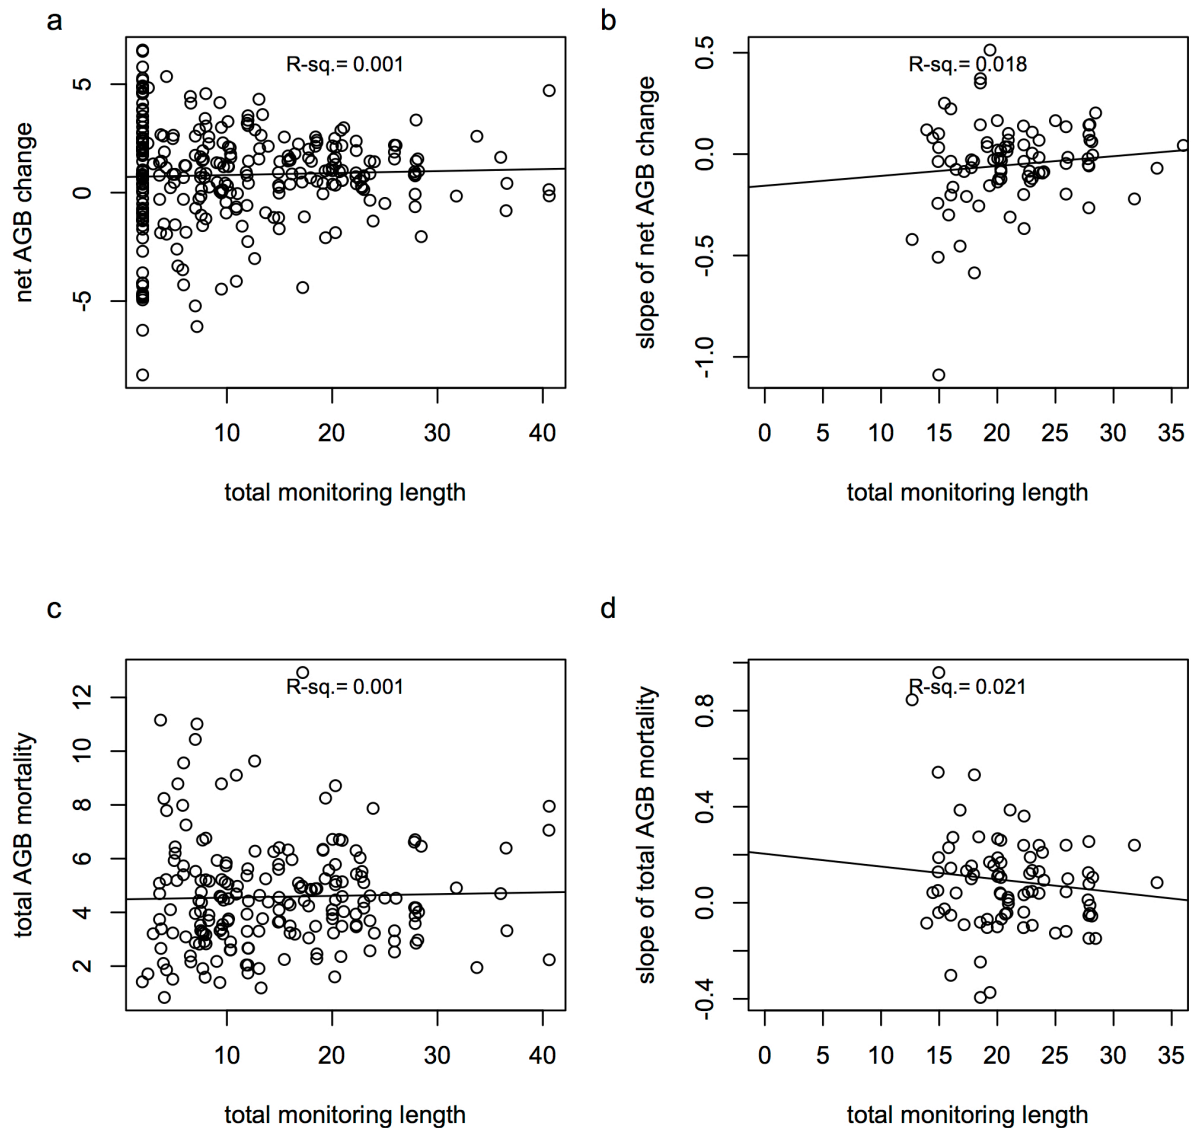 a
R-sq.= 0.001
net AGB change
5
0
-5
10 20 30 40
total monitoring length
b
R-sq.= 0.018
slope of net AGB change
0.5
0.0
-0.5
-1.0
0 5 10 15 20 25 30 35
total monitoring length
c
R-sq.= 0.001
total AGB mortality
12
10
8
6
4
2
10 20 30 40
total monitoring length
d
R-sq.= 0.021
slope of total AGB mortality
0.8
0.4
0.0
-0.4
0 5 10 15 20 25 30 35
total monitoring length